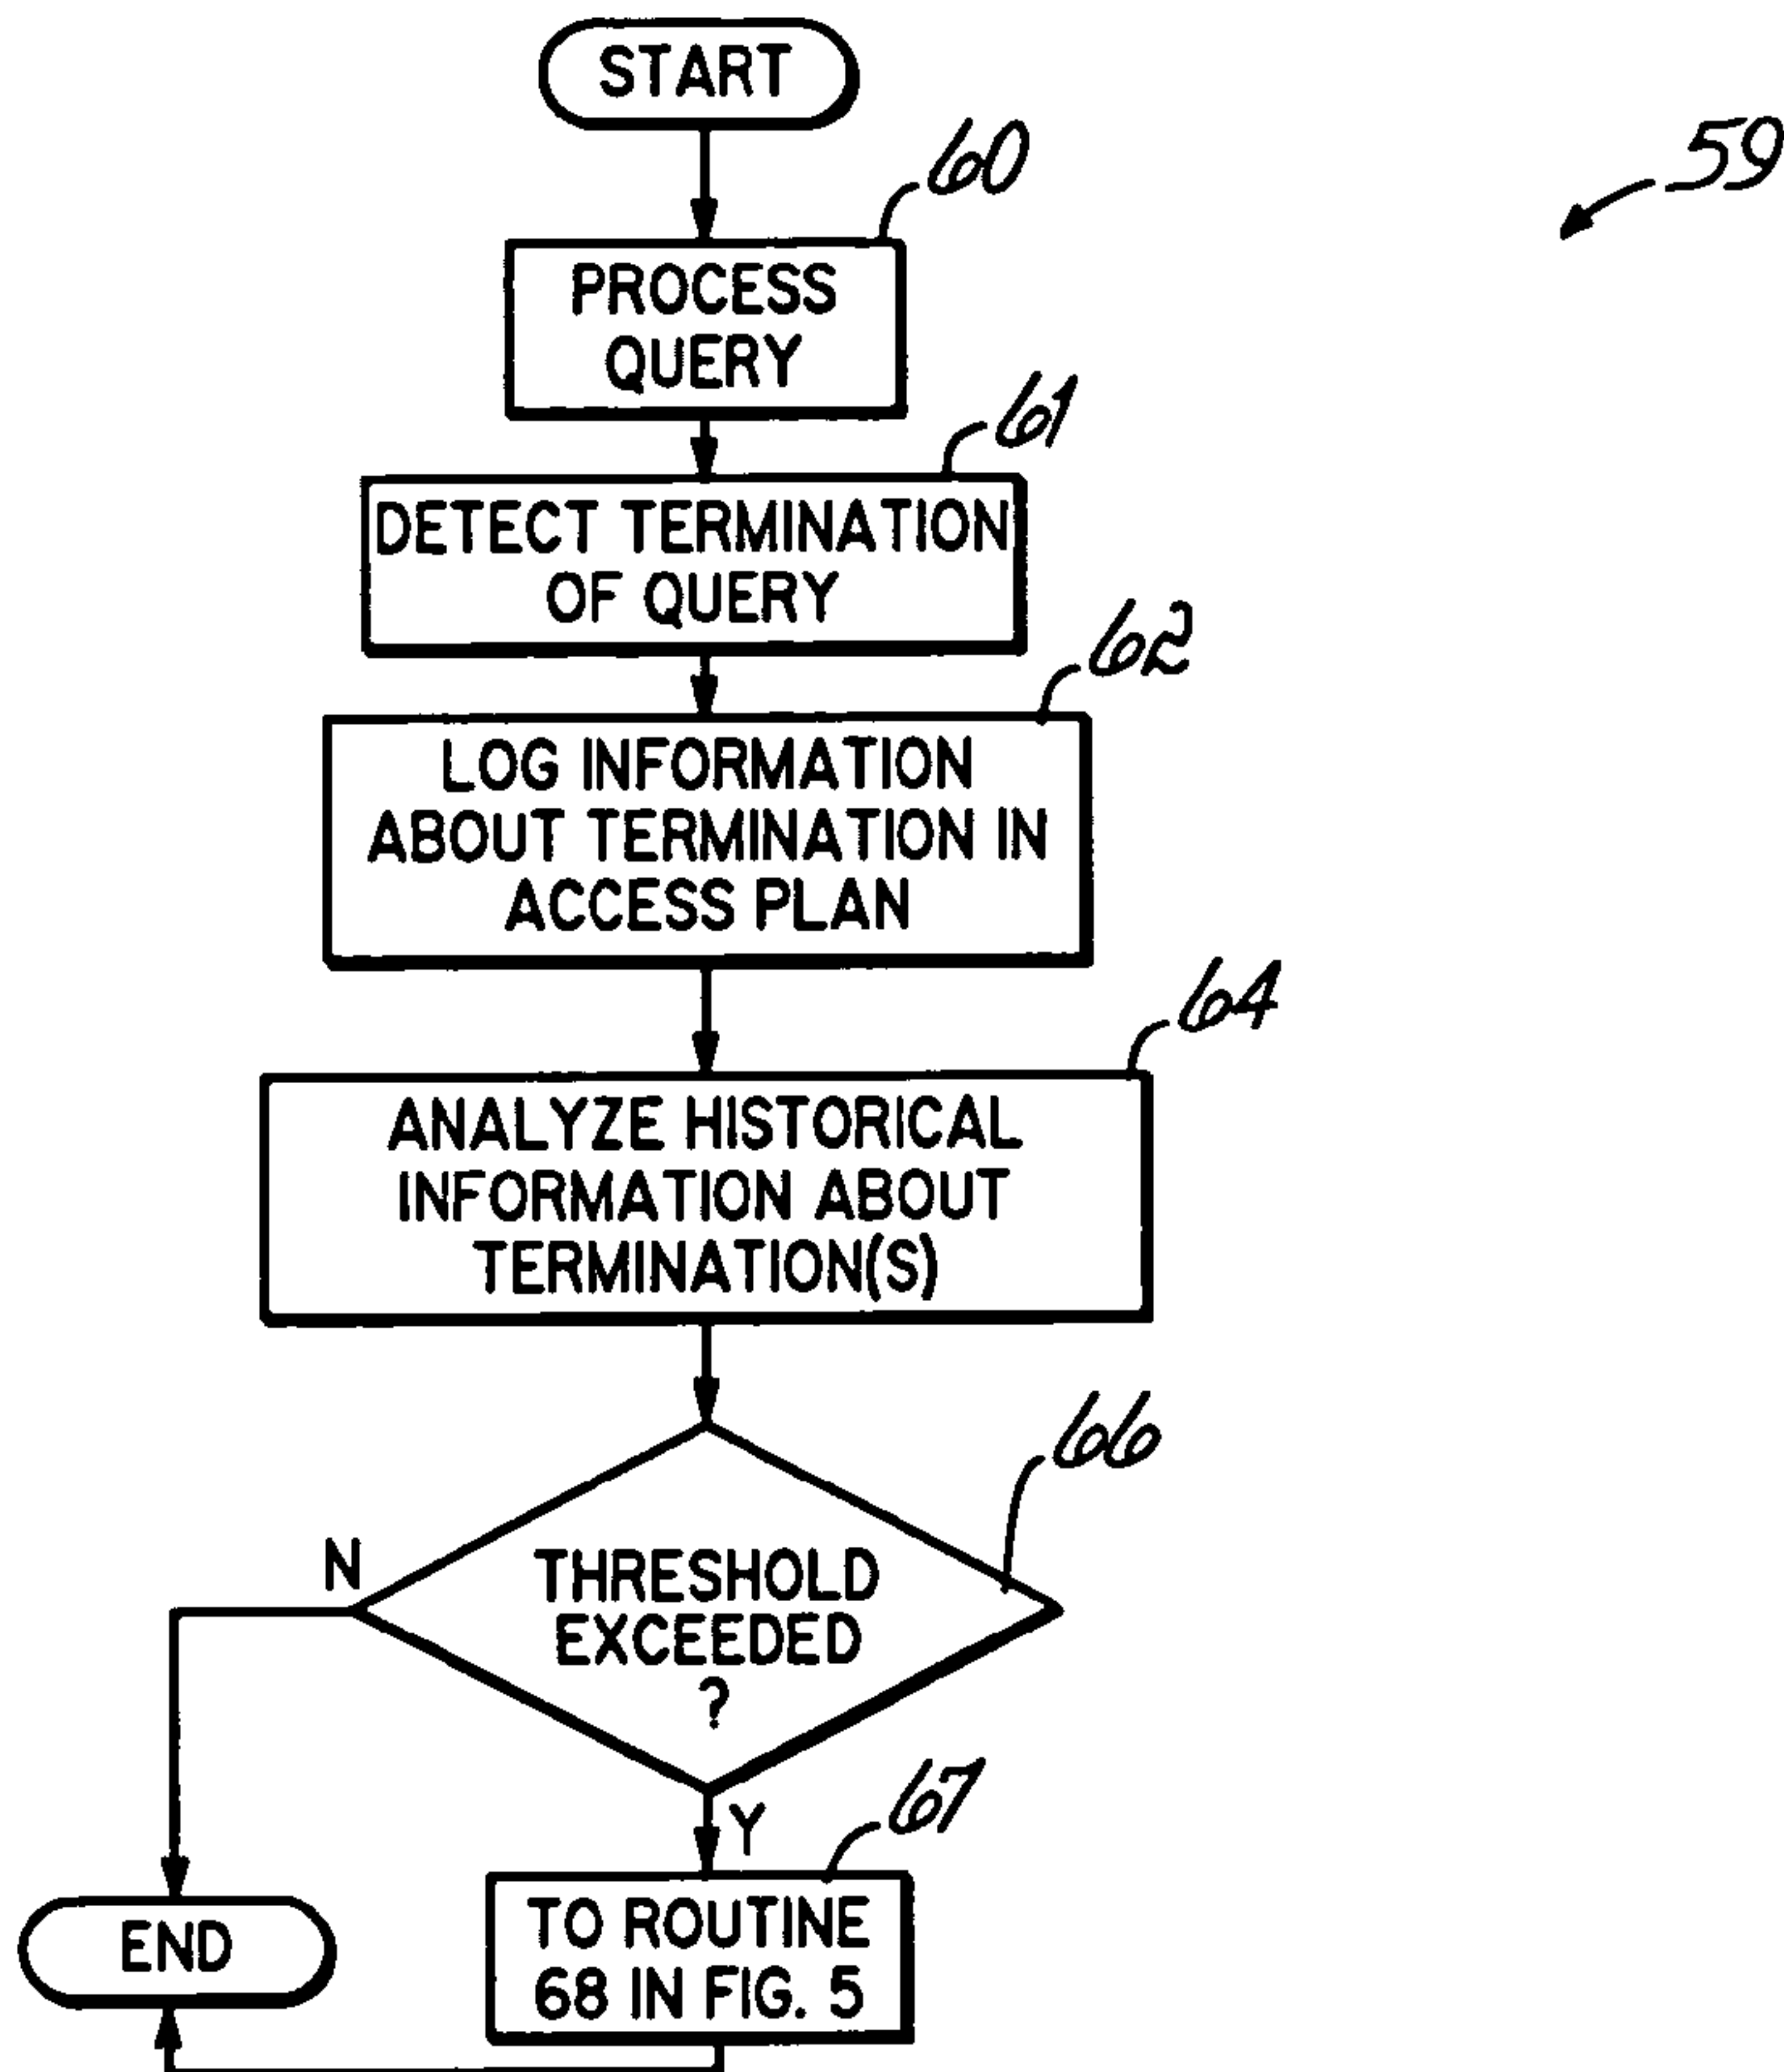 START
60
59
PROCESS
QUERY
61
DETECT TERMINATION
OF QUERY
62
LOG INFORMATION
ABOUT TERMINATION IN
ACCESS PLAN
64
ANALYZE HISTORICAL
INFORMATION ABOUT
TERMINATION(S)
66
N
THRESHOLD
EXCEEDED
?
Y
67
END
TO ROUTINE
68 IN FIG. 5